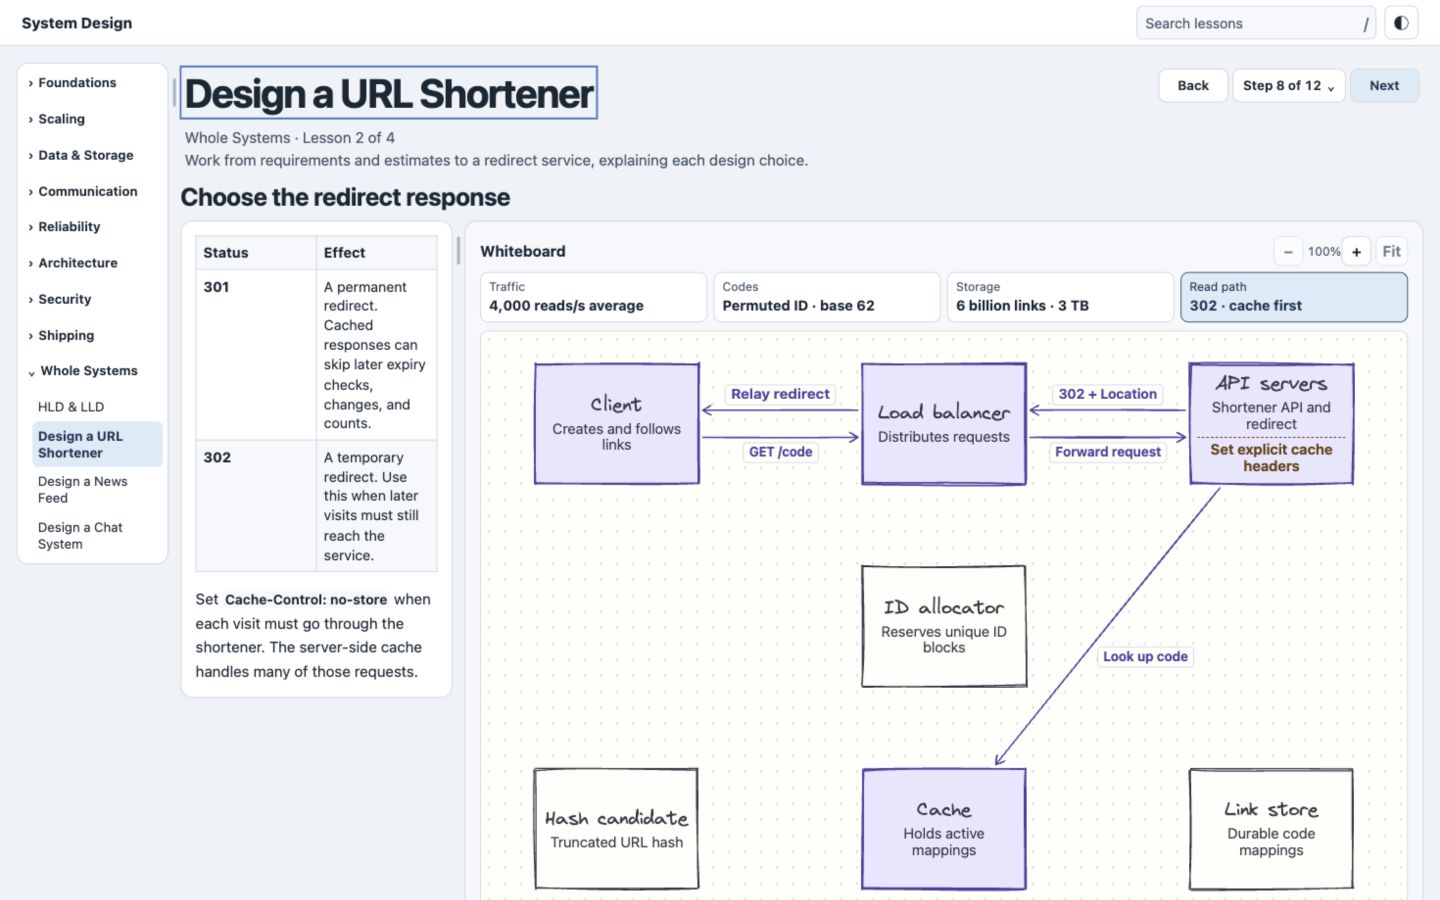 System Design
Search lessons /
› Foundations
› Scaling
› Data & Storage
› Communication
› Reliability
› Architecture
› Security
› Shipping
⌄ Whole Systems
HLD & LLD
Design a URL
Shortener
Design a News
Feed
Design a Chat
System
Design a URL Shortener
Whole Systems · Lesson 2 of 4
Work from requirements and estimates to a redirect service, explaining each design choice.
Back
Step 8 of 12 ⌄
Next
Choose the redirect response
Status Effect
301 A permanent
redirect.
Cached
responses can
skip later expiry
checks,
changes, and
counts.
302 A temporary
redirect. Use
this when later
visits must still
reach the
service.
Set Cache-Control: no-store when
each visit must go through the
shortener. The server-side cache
handles many of those requests.
Whiteboard
− 100% + Fit
Traffic
4,000 reads/s average
Codes
Permuted ID · base 62
Storage
6 billion links · 3 TB
Read path
302 · cache first
Client
Creates and follows
links
Relay redirect
GET /code
Load balancer
Distributes requests
302 + Location
Forward request
API servers
Shortener API and
redirect
Set explicit cache
headers
ID allocator
Reserves unique ID
blocks
Look up code
Hash candidate
Truncated URL hash
Cache
Holds active
mappings
Link store
Durable code
mappings